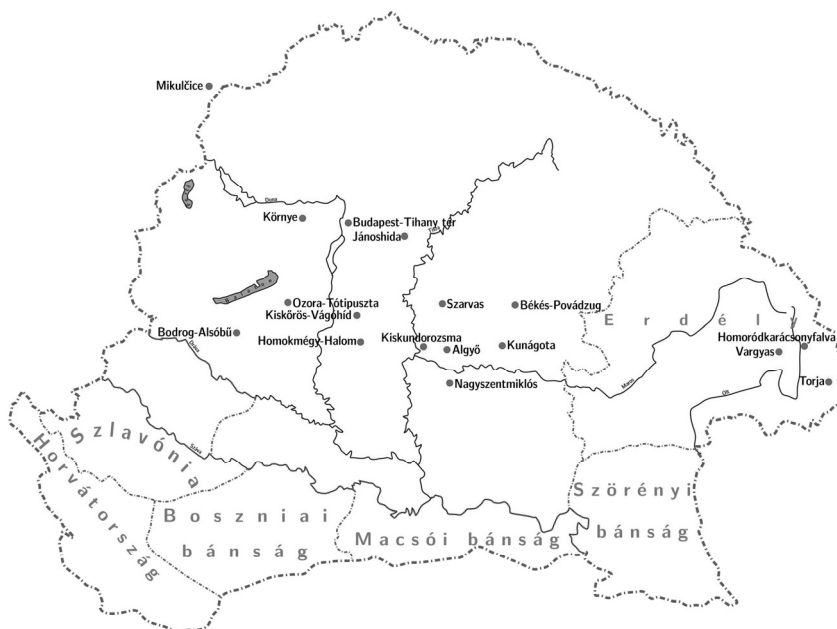 Mikulčice
Duna
Környe
Budapest-Tihany tér
Jánoshida
Tisza
Balaton
Ozora-Tótipuszta
Kiskőrös-Vágóhíd
Szarvas
Békés-Povádzug
Erdély
Bodrog-Alsóbű
Dráva
Homokmégy-Halom
Kiskundorozsma
Algyő
Kunágota
Homoródkarácsonyfalva
Vargyas
Nagyszentmiklós
Maros
Olt
Torja
Szlavónia
Horvátország
Száva
Boszniai
bánság
Macsói bánság
Szörényi
bánság